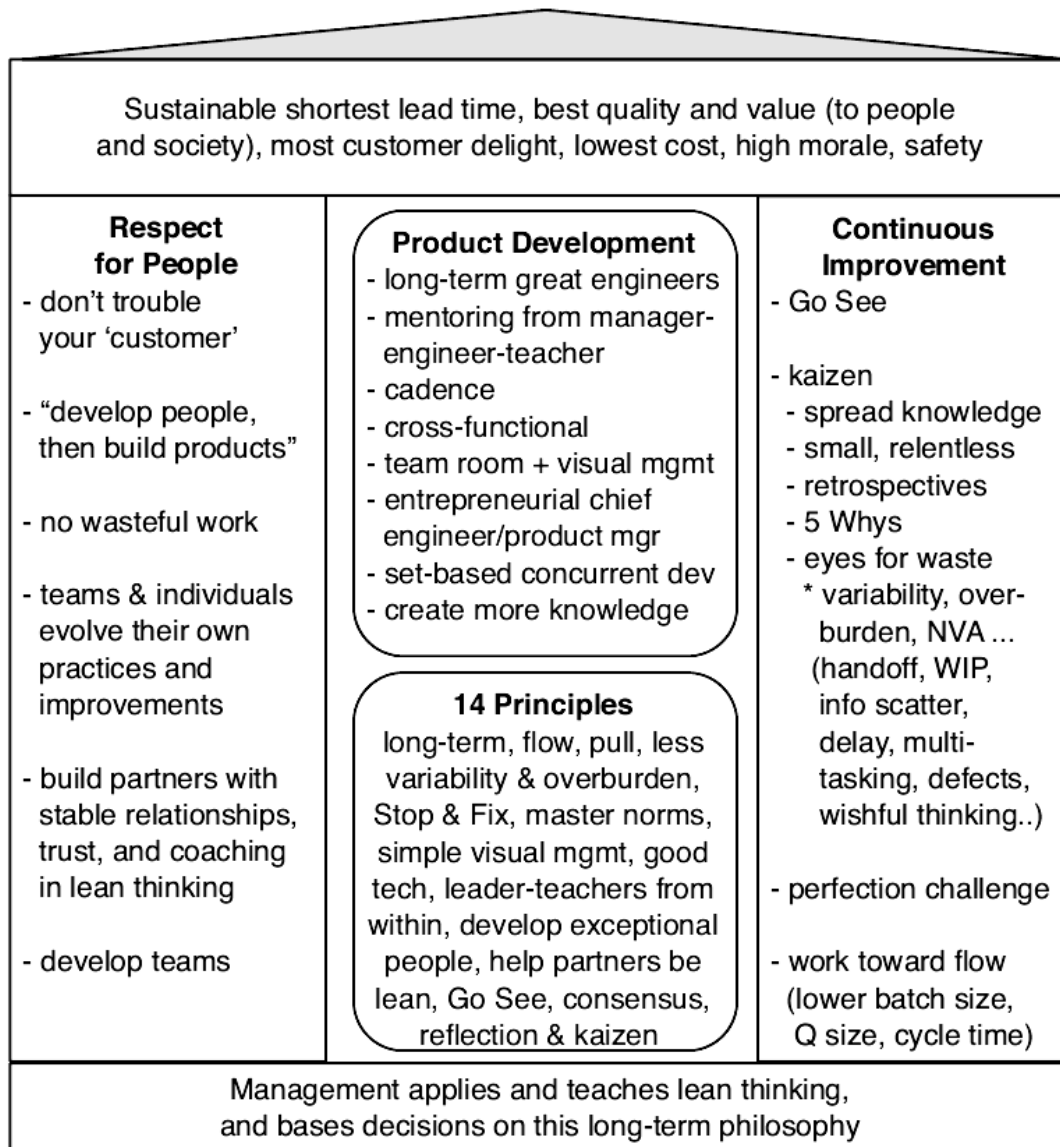 Sustainable shortest lead time, best quality and value (to people
and society), most customer delight, lowest cost, high morale, safety
Respect
for People
- don’t trouble
your ‘customer’
- “develop people,
then build products”
- no wasteful work
- teams & individuals
evolve their own
practices and
improvements
- build partners with
stable relationships,
trust, and coaching
in lean thinking
- develop teams
Product Development
- long-term great engineers
- mentoring from manager-
engineer-teacher
- cadence
- cross-functional
- team room + visual mgmt
- entrepreneurial chief
engineer/product mgr
- set-based concurrent dev
- create more knowledge
14 Principles
long-term, flow, pull, less
variability & overburden,
Stop & Fix, master norms,
simple visual mgmt, good
tech, leader-teachers from
within, develop exceptional
people, help partners be
lean, Go See, consensus,
reflection & kaizen
Continuous
Improvement
- Go See
- kaizen
- spread knowledge
- small, relentless
- retrospectives
- 5 Whys
- eyes for waste
* variability, over-
burden, NVA ...
(handoff, WIP,
info scatter,
delay, multi-
tasking, defects,
wishful thinking..)
- perfection challenge
- work toward flow
(lower batch size,
Q size, cycle time)
Management applies and teaches lean thinking,
and bases decisions on this long-term philosophy